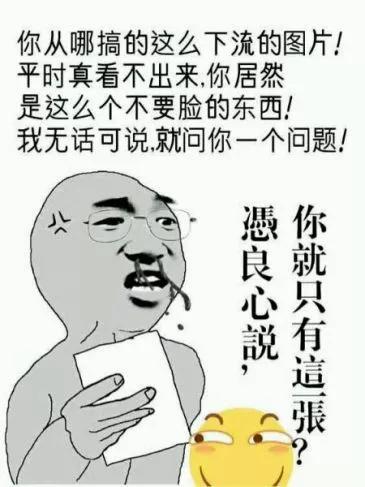 你从哪搞的这么下流的图片!
平时真看不出来,你居然
是这么个不要脸的东西!
我无话可说,就问你一个问题!
憑良心説,
你就只有這一張?